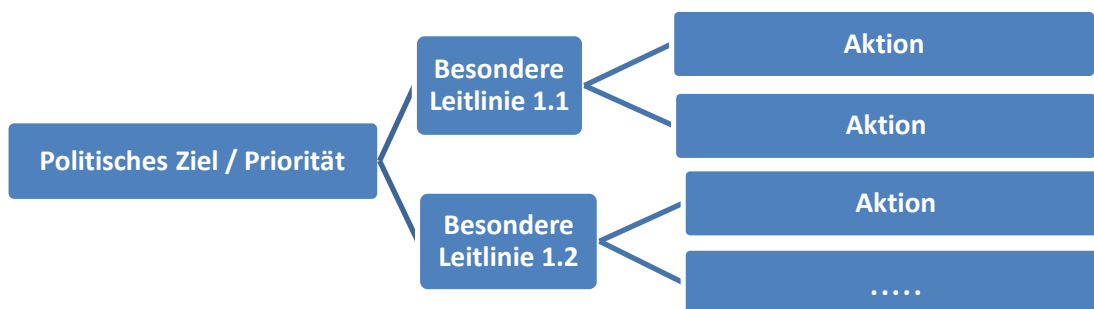 Politisches Ziel / Priorität
Besondere
Leitlinie 1.1
Aktion
Aktion
Besondere
Leitlinie 1.2
Aktion
.....